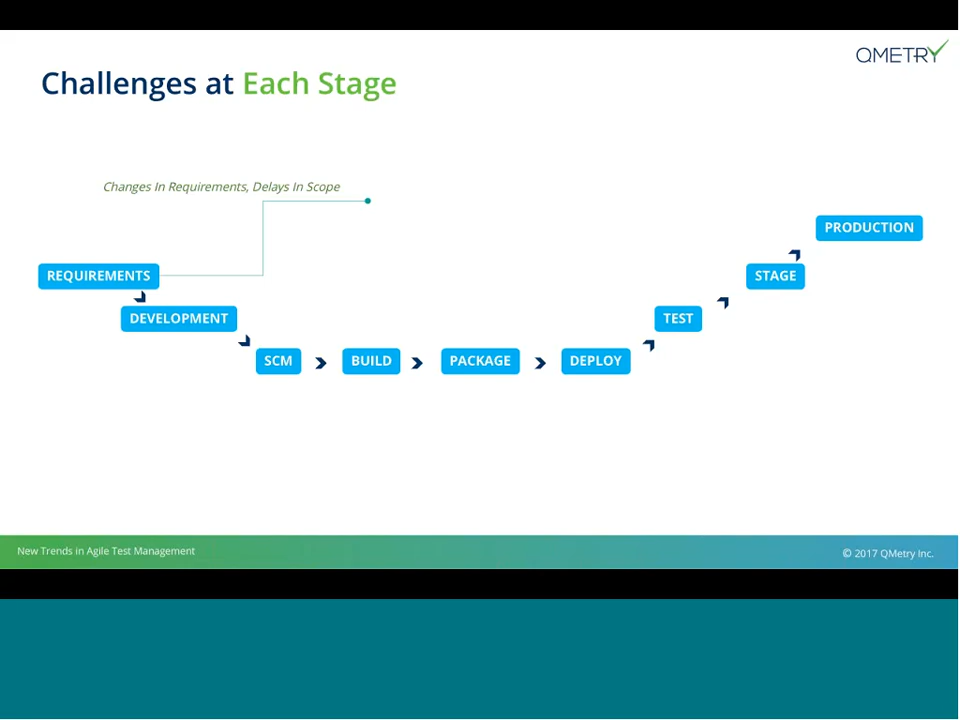 QMETRY
Challenges at Each Stage
Changes In Requirements, Delays In Scope
PRODUCTION
REQUIREMENTS
STAGE
DEVELOPMENT
TEST
SCM
BUILD
PACKAGE
DEPLOY
New Trends in Agile Test Management
© 2017 QMetry Inc.